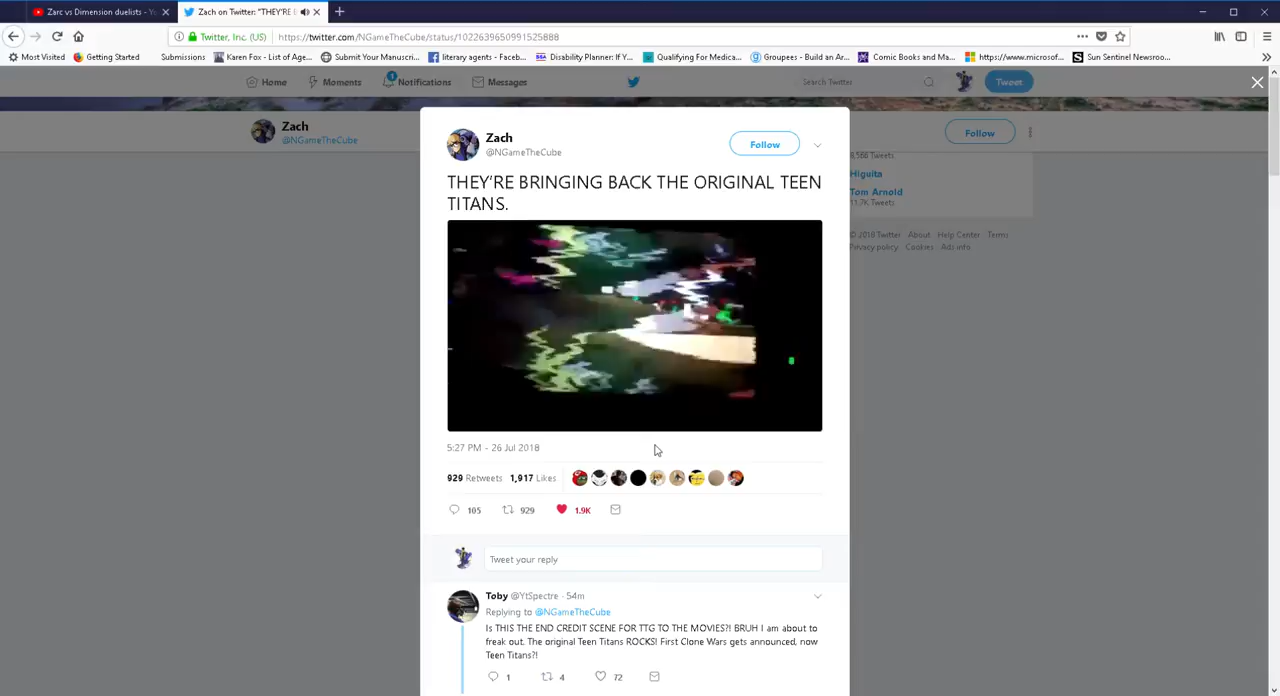 Zarc vs Dimension duelists - Y
Zach on Twitter: "THEY'RE
Twitter, Inc. (US)
https://twitter.com/NGameTheCube/status/1022639650991525888
Most Visited
Getting Started
Submissions
Karen Fox - List of Age...
Submit Your Manuscri...
literary agents - Faceb...
Disability Planner: If Y...
Qualifying For Medica...
Groupees - Build an Ar...
Comic Books and Ma...
https://www.microsof...
Sun Sentinel Newsroo...
Home
Moments
1
Notifications
Messages
Search Twitter
Tweet
Zach
@NGameTheCube
Follow
8,566 Tweets
Higuita
Tom Arnold
11.7K Tweets
© 2018 Twitter About Help Center Terms
Privacy policy Cookies Ads info
Zach
@NGameTheCube
Follow
THEY'RE BRINGING BACK THE ORIGINAL TEEN
TITANS.
5:27 PM - 26 Jul 2018
929 Retweets 1,917 Likes
105 929 1.9K
Tweet your reply
Toby @YtSpectre · 54m
Replying to @NGameTheCube
Is THIS THE END CREDIT SCENE FOR TTG TO THE MOVIES?! BRUH I am about to
freak out. The original Teen Titans ROCKS! First Clone Wars gets announced, now
Teen Titans?!
1 4 72